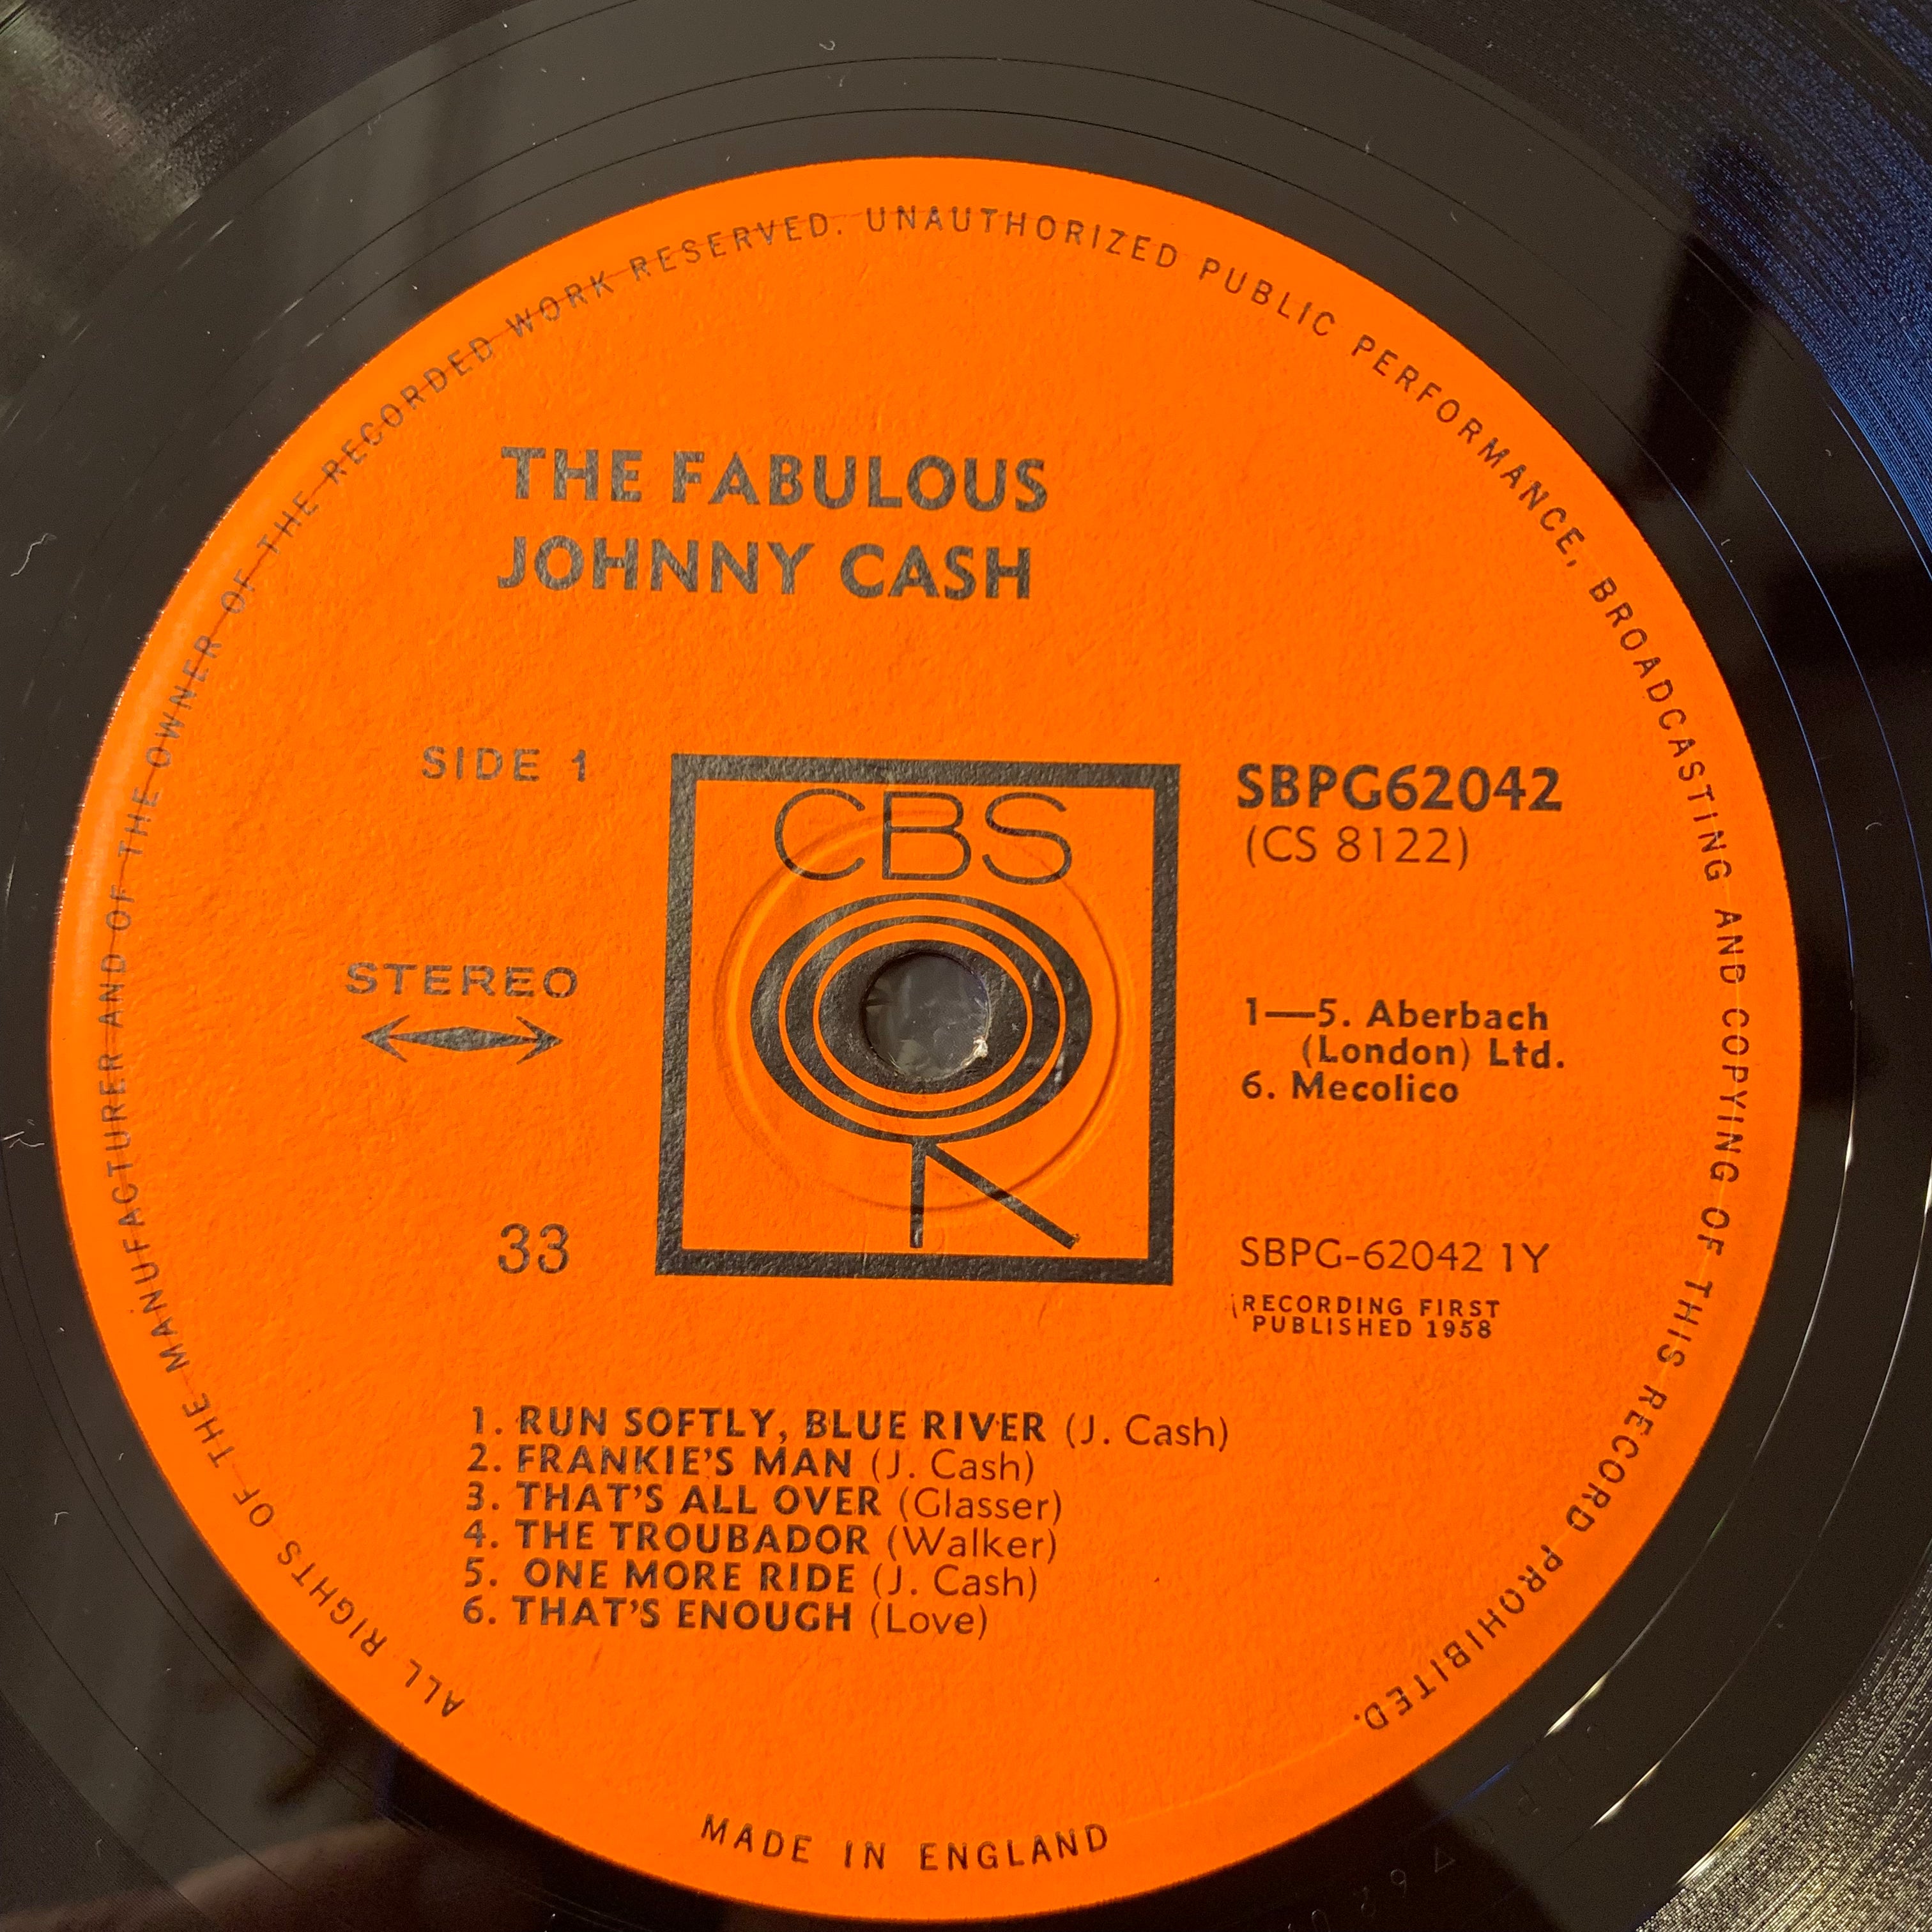 ALL RIGHTS OF THE MANUFACTURER AND OF THE OWNER OF THE RECORDED WORK RESERVED. UNAUTHORIZED PUBLIC PERFORMANCE, BROADCASTING AND COPYING OF THIS RECORD PROHIBITED.
THE FABULOUS
JOHNNY CASH
SIDE 1
CBS
SBPG62042
(CS 8122)
STEREO
1—5. Aberbach
(London) Ltd.
6. Mecolico
33
SBPG-62042 1Y
RECORDING FIRST
PUBLISHED 1958
1. RUN SOFTLY, BLUE RIVER (J. Cash)
2. FRANKIE'S MAN (J. Cash)
3. THAT'S ALL OVER (Glasser)
4. THE TROUBADOR (Walker)
5. ONE MORE RIDE (J. Cash)
6. THAT'S ENOUGH (Love)
MADE IN ENGLAND